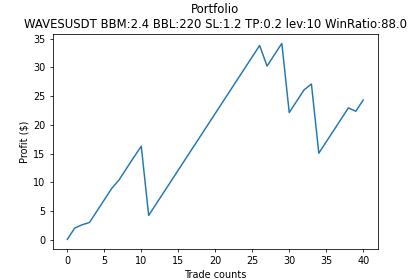 Portfolio
WAVESUSDT BBM:2.4 BBL:220 SL:1.2 TP:0.2 lev:10 WinRatio:88.0
35
30
25
20
15
10
5
0
Profit ($)
0 5 10 15 20 25 30 35 40
Trade counts